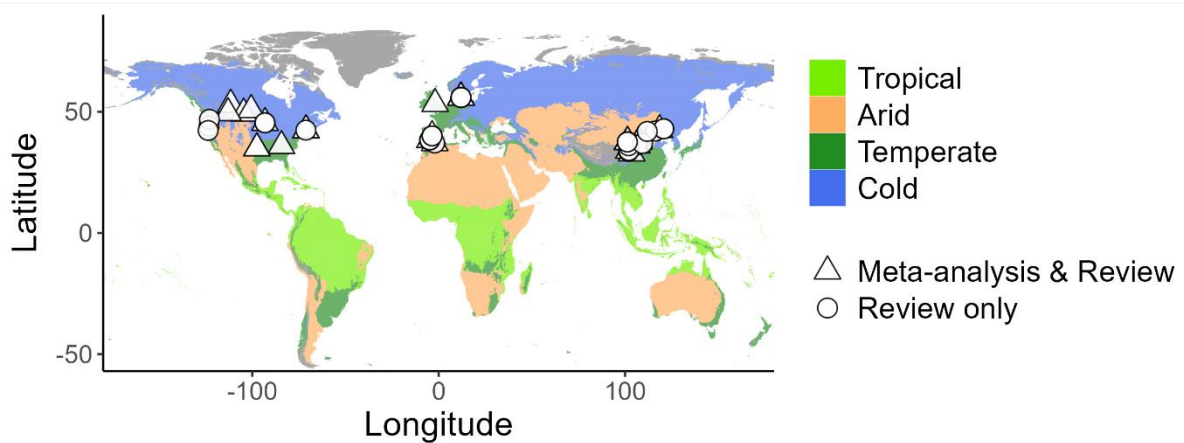 Latitude
50
0
-50
-100
0
100
Longitude
Tropical
Arid
Temperate
Cold
Meta-analysis & Review
Review only